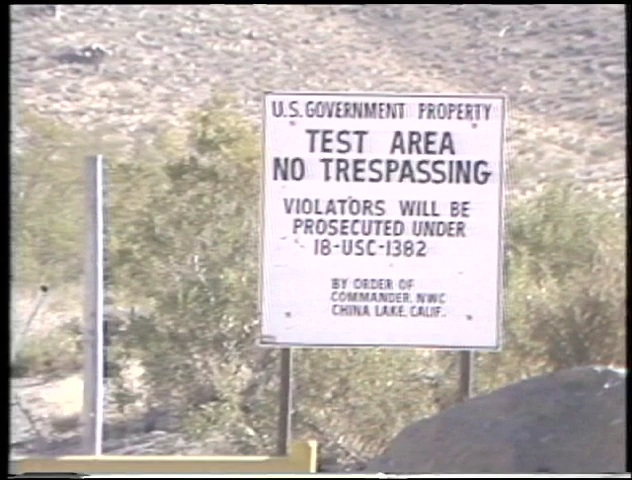 U.S. GOVERNMENT PROPERTY
TEST AREA
NO TRESPASSING
VIOLATORS WILL BE
PROSECUTED UNDER
18-USC-1382
BY ORDER OF
COMMANDER, NWC
CHINA LAKE, CALIF.